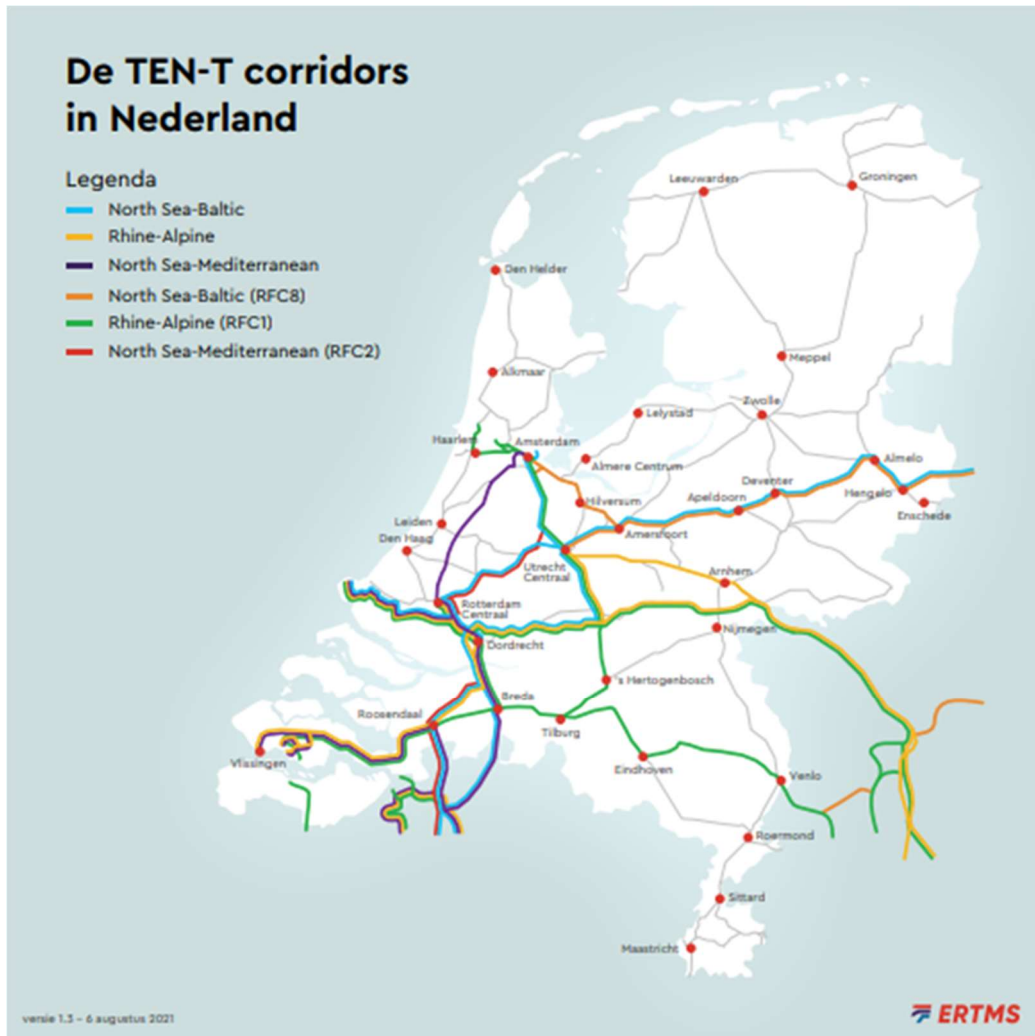 De TEN-T corridors
in Nederland
Legenda
North Sea-Baltic
Rhine-Alpine
North Sea-Mediterranean
North Sea-Baltic (RFC8)
Rhine-Alpine (RFC1)
North Sea-Mediterranean (RFC2)
Leeuwarden
Groningen
Den Helder
Meppel
Alkmaar
Zwolle
Lelystad
Haarlem
Amsterdam
Almere Centrum
Almelo
Deventer
Hengelo
Apeldoorn
Hilversum
Enschede
Leiden
Amersfoort
Den Haag
Utrecht
Centraal
Arnhem
Rotterdam
Centraal
Nijmegen
Dordrecht
's Hertogenbosch
Breda
Roosendaal
Tilburg
Vlissingen
Eindhoven
Venlo
Roermond
Sittard
Maastricht
versie 1.3 - 6 augustus 2021
ERTMS